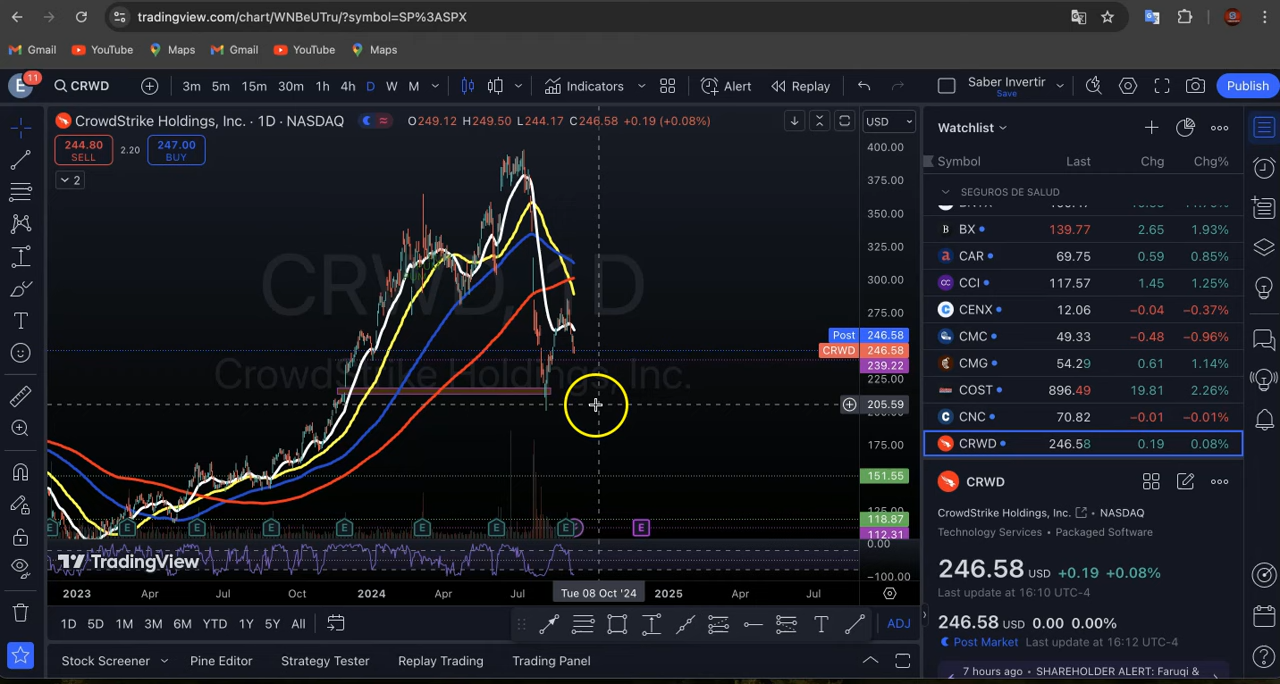 tradingview.com/chart/WNBeUTru/?symbol=SP%3ASPX
Gmail YouTube Maps Gmail YouTube Maps
E 11 CRWD 3m 5m 15m 30m 1h 4h D W M Indicators Alert Replay Saber Invertir Save Publish
CrowdStrike Holdings, Inc. · 1D · NASDAQ O249.12 H249.50 L244.17 C246.58 +0.19 (+0.08%) USD
244.80 SELL 2.20 247.00 BUY
2
CRWD, 1D
CrowdStrike Holdings, Inc.
400.00
375.00
350.00
325.00
300.00
275.00
Post 246.58
CRWD 246.58
239.22
225.00
205.59
175.00
151.55
118.87
112.31
0.00
−100.00
E E E E E E E E E
TradingView
2023 Apr Jul Oct 2024 Apr Jul Tue 08 Oct '24 2025 Apr Jul
1D 5D 1M 3M 6M YTD 1Y 5Y All ADJ
Stock Screener Pine Editor Strategy Tester Replay Trading Trading Panel
Watchlist
Symbol Last Chg Chg%
SEGUROS DE SALUD
BX 139.77 2.65 1.93%
CAR 69.75 0.59 0.85%
CCI 117.57 1.45 1.25%
CENX 12.06 −0.04 −0.37%
CMC 49.33 −0.48 −0.96%
CMG 54.29 0.61 1.14%
COST 896.49 19.81 2.26%
CNC 70.82 −0.01 −0.01%
CRWD 246.58 0.19 0.08%
CRWD
CrowdStrike Holdings, Inc. • NASDAQ
Technology Services • Packaged Software
246.58 USD +0.19 +0.08%
Last update at 16:10 UTC-4
246.58 USD 0.00 0.00%
Post Market Last update at 16:12 UTC-4
7 hours ago • SHAREHOLDER ALERT: Faruqi &